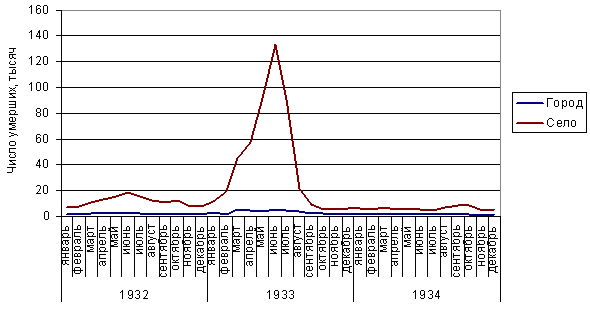 160
140
120
100
80
60
40
20
0
Число умерших, тысяч
Город
Село
январь
февраль
март
апрель
май
июнь
июль
август
сентябрь
октябрь
ноябрь
декабрь
январь
февраль
март
апрель
май
июнь
июль
август
сентябрь
октябрь
ноябрь
декабрь
январь
февраль
март
апрель
май
июнь
июль
август
сентябрь
октябрь
ноябрь
декабрь
1932
1933
1934